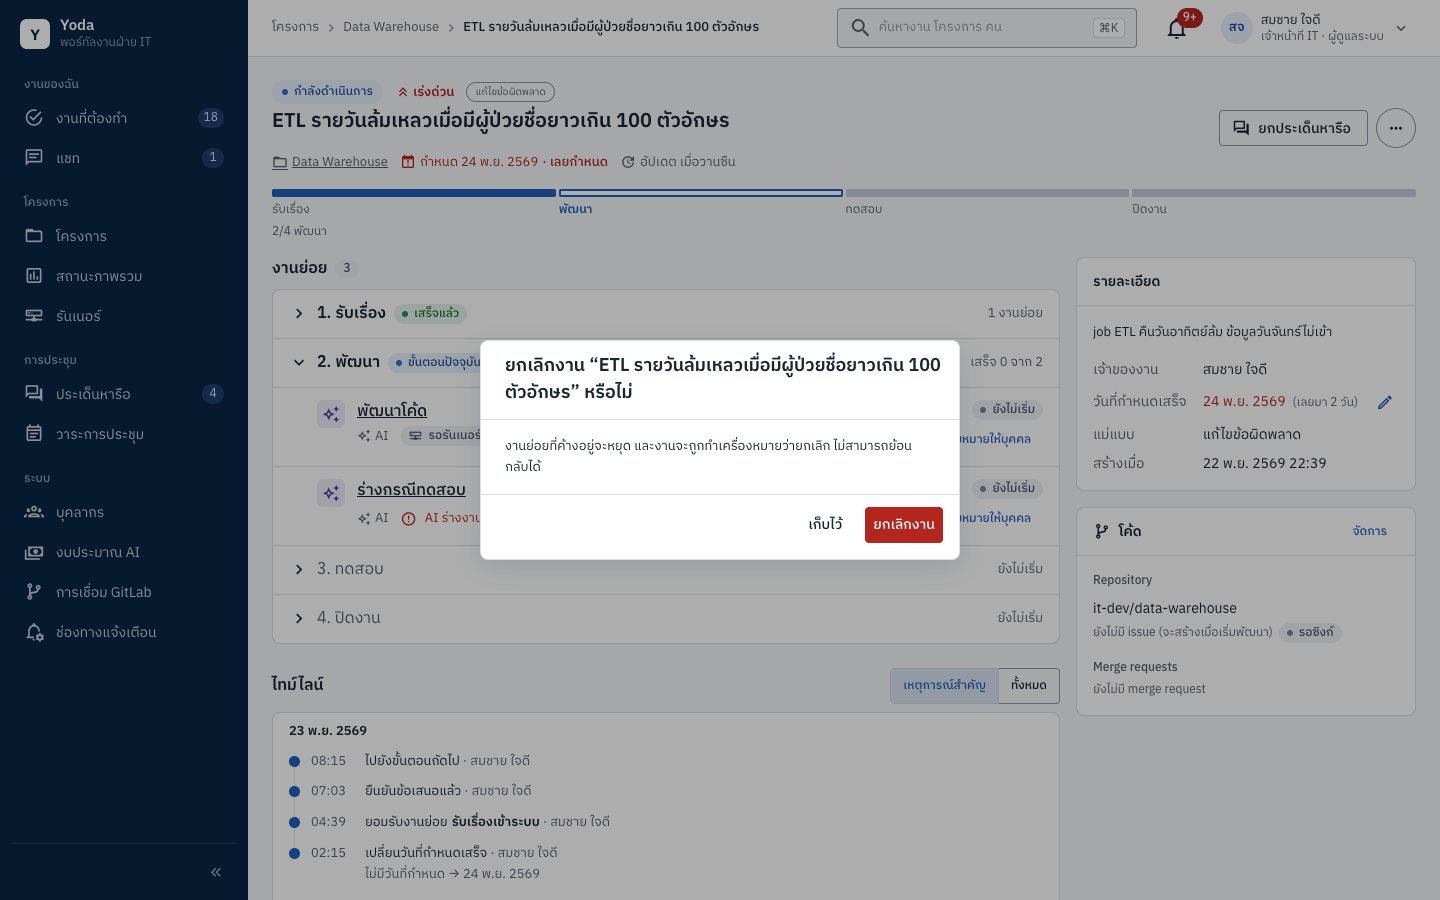 Y
Yoda
พอร์ทัลงานฝ่าย IT
งานของฉัน
งานที่ต้องทำ 18
แชท 1
โครงการ
โครงการ
สถานะภาพรวม
รันเนอร์
การประชุม
ประเด็นหารือ 4
วาระการประชุม
ระบบ
บุคลากร
งบประมาณ AI
การเชื่อม GitLab
ช่องทางแจ้งเตือน
โครงการ > Data Warehouse > ETL รายวันล้มเหลวเมื่อมีผู้ป่วยชื่อยาวเกิน 100 ตัวอักษร
ค้นหางาน โครงการ คน ⌘K
9+
สจ
สมชาย ใจดี
เจ้าหน้าที่ IT · ผู้ดูแลระบบ
กำลังดำเนินการ เร่งด่วน แก้ไขข้อผิดพลาด
ETL รายวันล้มเหลวเมื่อมีผู้ป่วยชื่อยาวเกิน 100 ตัวอักษร
ยกประเด็นหารือ
Data Warehouse กำหนด 24 พ.ย. 2569 · เลยกำหนด อัปเดต เมื่อวานซืน
รับเรื่อง พัฒนา ทดสอบ ปิดงาน
2/4 พัฒนา
งานย่อย 3
1. รับเรื่อง เสร็จแล้ว 1 งานย่อย
2. พัฒนา ขั้นตอนปัจจุบัน เสร็จ 0 จาก 2
พัฒนาโค้ด ยังไม่เริ่ม
AI รอรันเนอร์ มายให้บุคคล
ร่างกรณีทดสอบ ยังไม่เริ่ม
AI AI ร่างงาน มายให้บุคคล
3. ทดสอบ ยังไม่เริ่ม
4. ปิดงาน ยังไม่เริ่ม
ยกเลิกงาน “ETL รายวันล้มเหลวเมื่อมีผู้ป่วยชื่อยาวเกิน 100
ตัวอักษร” หรือไม่
งานย่อยที่ค้างอยู่จะหยุด และงานจะถูกทำเครื่องหมายว่ายกเลิก ไม่สามารถย้อน
กลับได้
เก็บไว้ ยกเลิกงาน
ไทม์ไลน์ เหตุการณ์สำคัญ ทั้งหมด
23 พ.ย. 2569
08:15 ไปยังขั้นตอนถัดไป · สมชาย ใจดี
07:03 ยืนยันข้อเสนอแล้ว · สมชาย ใจดี
04:39 ยอมรับงานย่อย รับเรื่องเข้าระบบ · สมชาย ใจดี
02:15 เปลี่ยนวันที่กำหนดเสร็จ · สมชาย ใจดี
ไม่มีวันที่กำหนด → 24 พ.ย. 2569
รายละเอียด
job ETL คืนวันอาทิตย์ล้ม ข้อมูลวันจันทร์ไม่เข้า
เจ้าของงาน สมชาย ใจดี
วันที่กำหนดเสร็จ 24 พ.ย. 2569 (เลยมา 2 วัน)
แม่แบบ แก้ไขข้อผิดพลาด
สร้างเมื่อ 22 พ.ย. 2569 22:39
โค้ด จัดการ
Repository
it-dev/data-warehouse
ยังไม่มี issue (จะสร้างเมื่อเริ่มพัฒนา) รอซิงก์
Merge requests
ยังไม่มี merge request